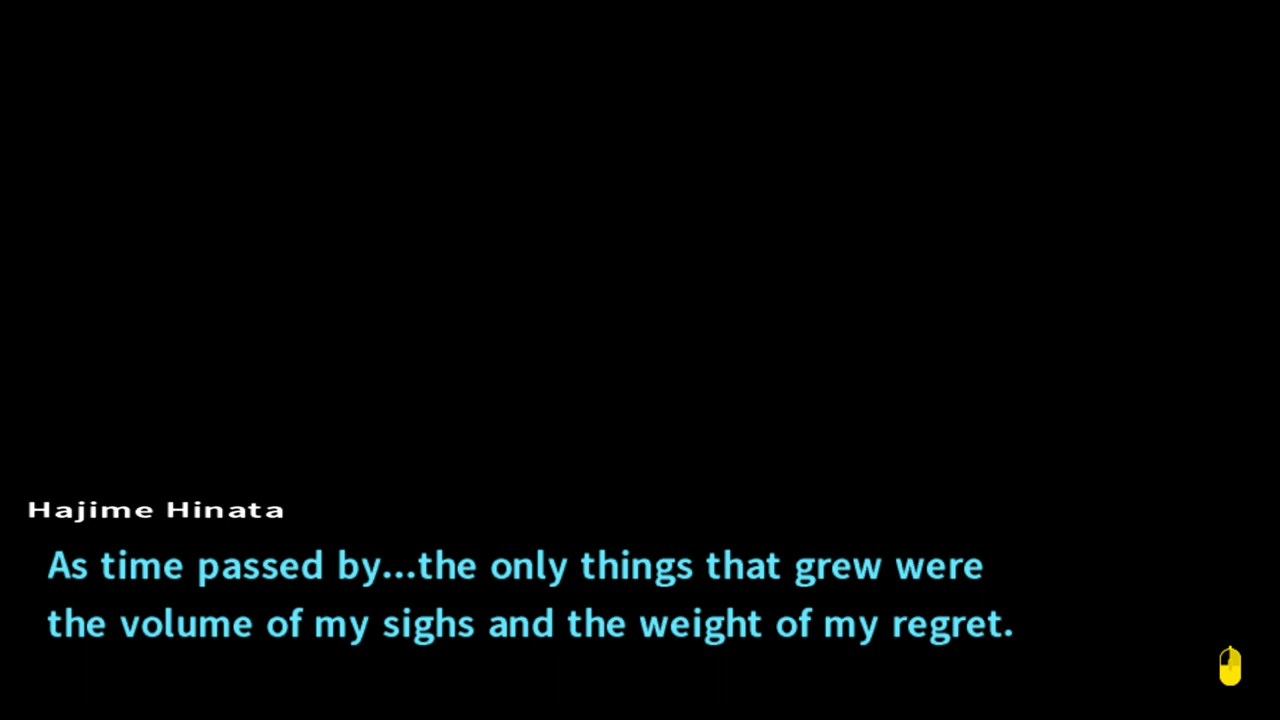 Hajime Hinata
As time passed by...the only things that grew were
the volume of my sighs and the weight of my regret.